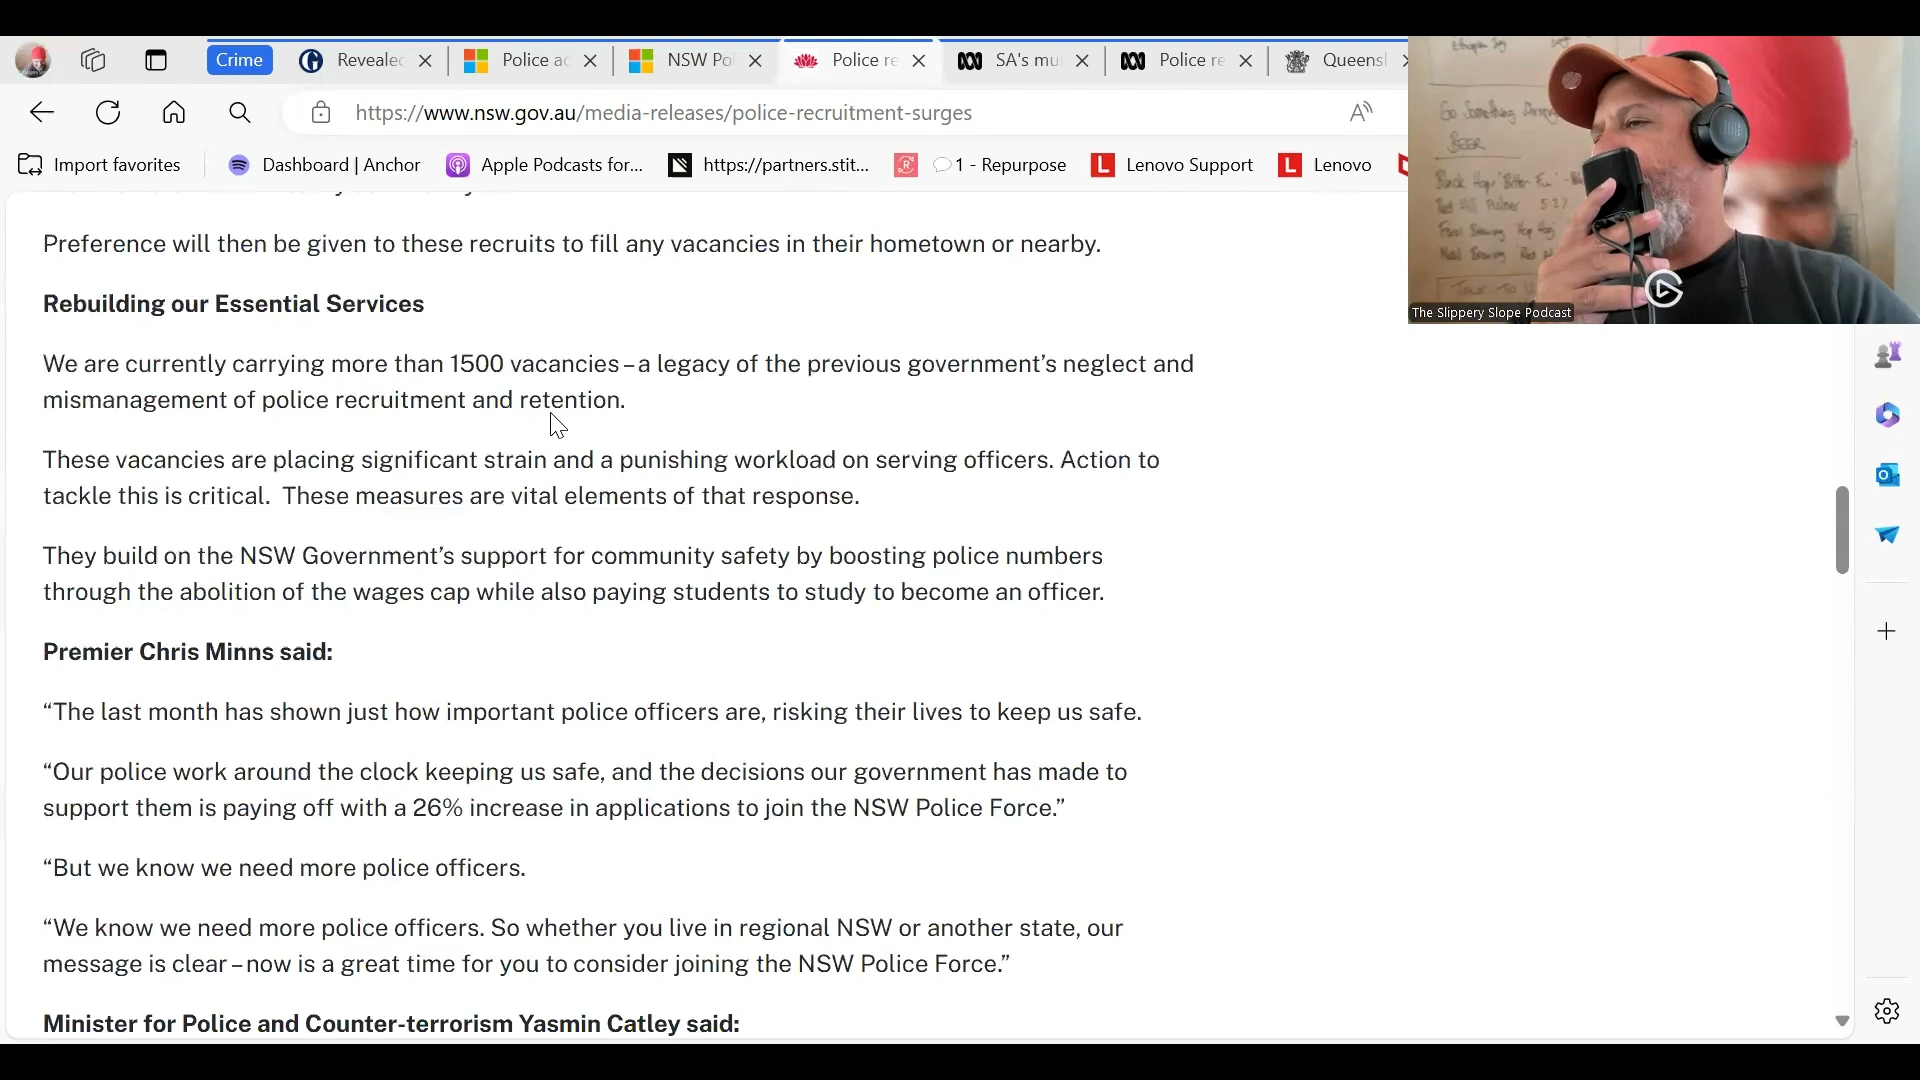 Crime
Revealed
Police ac
NSW Pol
Police re
SA's mul
Police re
Queensl
https://www.nsw.gov.au/media-releases/police-recruitment-surges
Import favorites
Dashboard | Anchor
Apple Podcasts for...
https://partners.stit...
1 - Repurpose
Lenovo Support
Lenovo
Preference will then be given to these recruits to fill any vacancies in their hometown or nearby.
Rebuilding our Essential Services
We are currently carrying more than 1500 vacancies – a legacy of the previous government’s neglect and
mismanagement of police recruitment and retention.
These vacancies are placing significant strain and a punishing workload on serving officers. Action to
tackle this is critical.  These measures are vital elements of that response.
They build on the NSW Government’s support for community safety by boosting police numbers
through the abolition of the wages cap while also paying students to study to become an officer.
Premier Chris Minns said:
“The last month has shown just how important police officers are, risking their lives to keep us safe.
“Our police work around the clock keeping us safe, and the decisions our government has made to
support them is paying off with a 26% increase in applications to join the NSW Police Force.”
“But we know we need more police officers.
“We know we need more police officers. So whether you live in regional NSW or another state, our
message is clear – now is a great time for you to consider joining the NSW Police Force.”
Minister for Police and Counter-terrorism Yasmin Catley said:
Go Something
BEER
The Slippery Slope Podcast